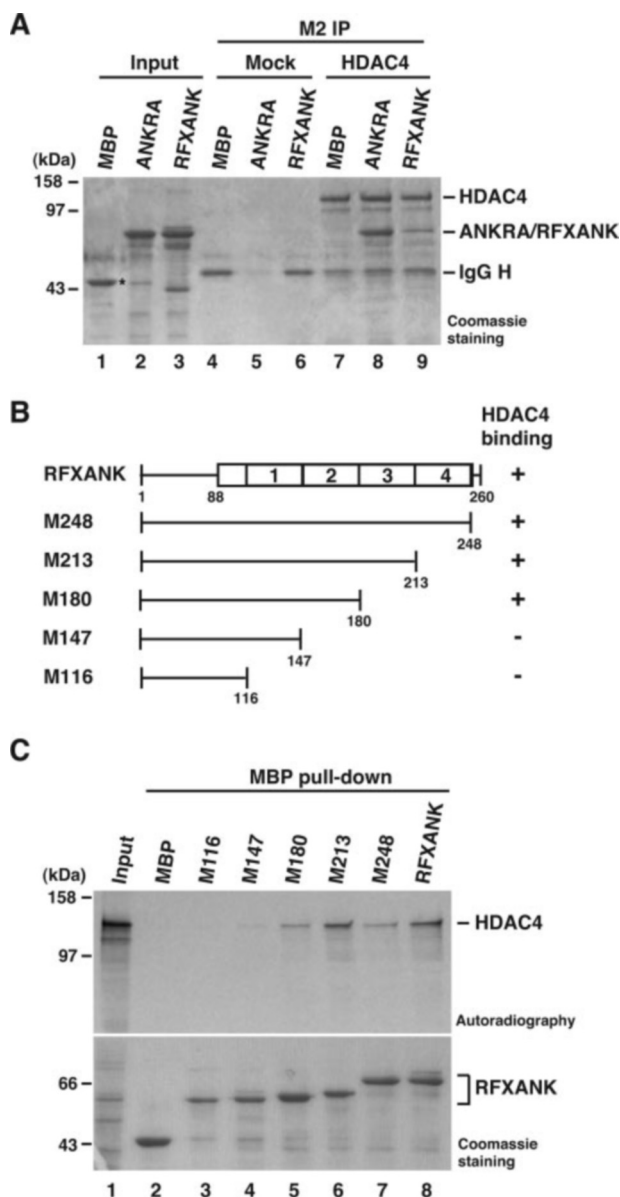 A
M2 IP
Input Mock HDAC4
MBP ANKRA RFXANK MBP ANKRA RFXANK MBP ANKRA RFXANK
(kDa)
158
97
43
HDAC4
ANKRA/RFXANK
IgG H
*
Coomassie
staining
1 2 3 4 5 6 7 8 9
B
HDAC4
binding
RFXANK 1 2 3 4 +
1 88 260
M248 +
248
M213 +
213
M180 +
180
M147 -
147
M116 -
116
C
MBP pull-down
Input MBP M116 M147 M180 M213 M248 RFXANK
(kDa)
158
97
HDAC4
Autoradiography
66
43
RFXANK
Coomassie
staining
1 2 3 4 5 6 7 8